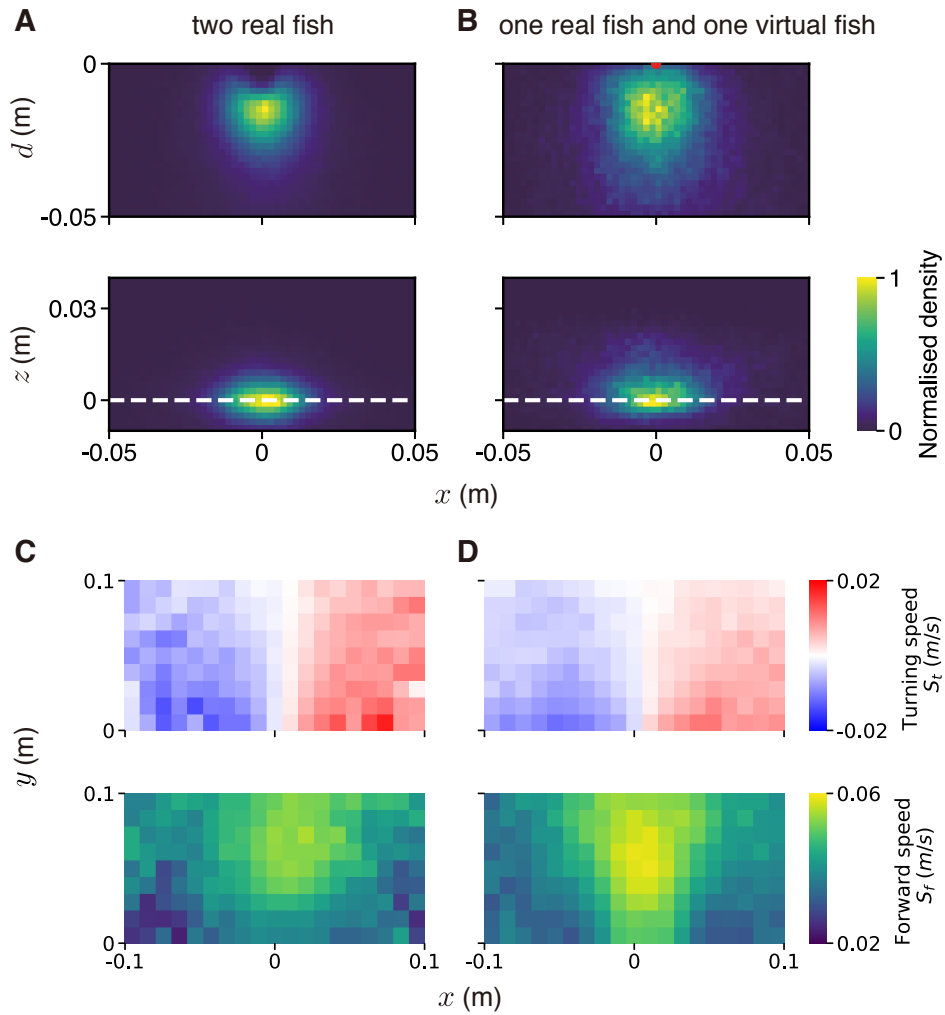 A
two real fish
B
one real fish and one virtual fish
0
d (m)
-0.05
0.03
z (m)
0
-0.05
0
0.05
-0.05
0
0.05
x (m)
1
0
Normalised density
C
D
0.1
0
0.02
-0.02
Turning speed
St (m/s)
y (m)
0.1
0
-0.1
0
0.1
-0.1
0
0.1
x (m)
0.06
0.02
Forward speed
Sf (m/s)